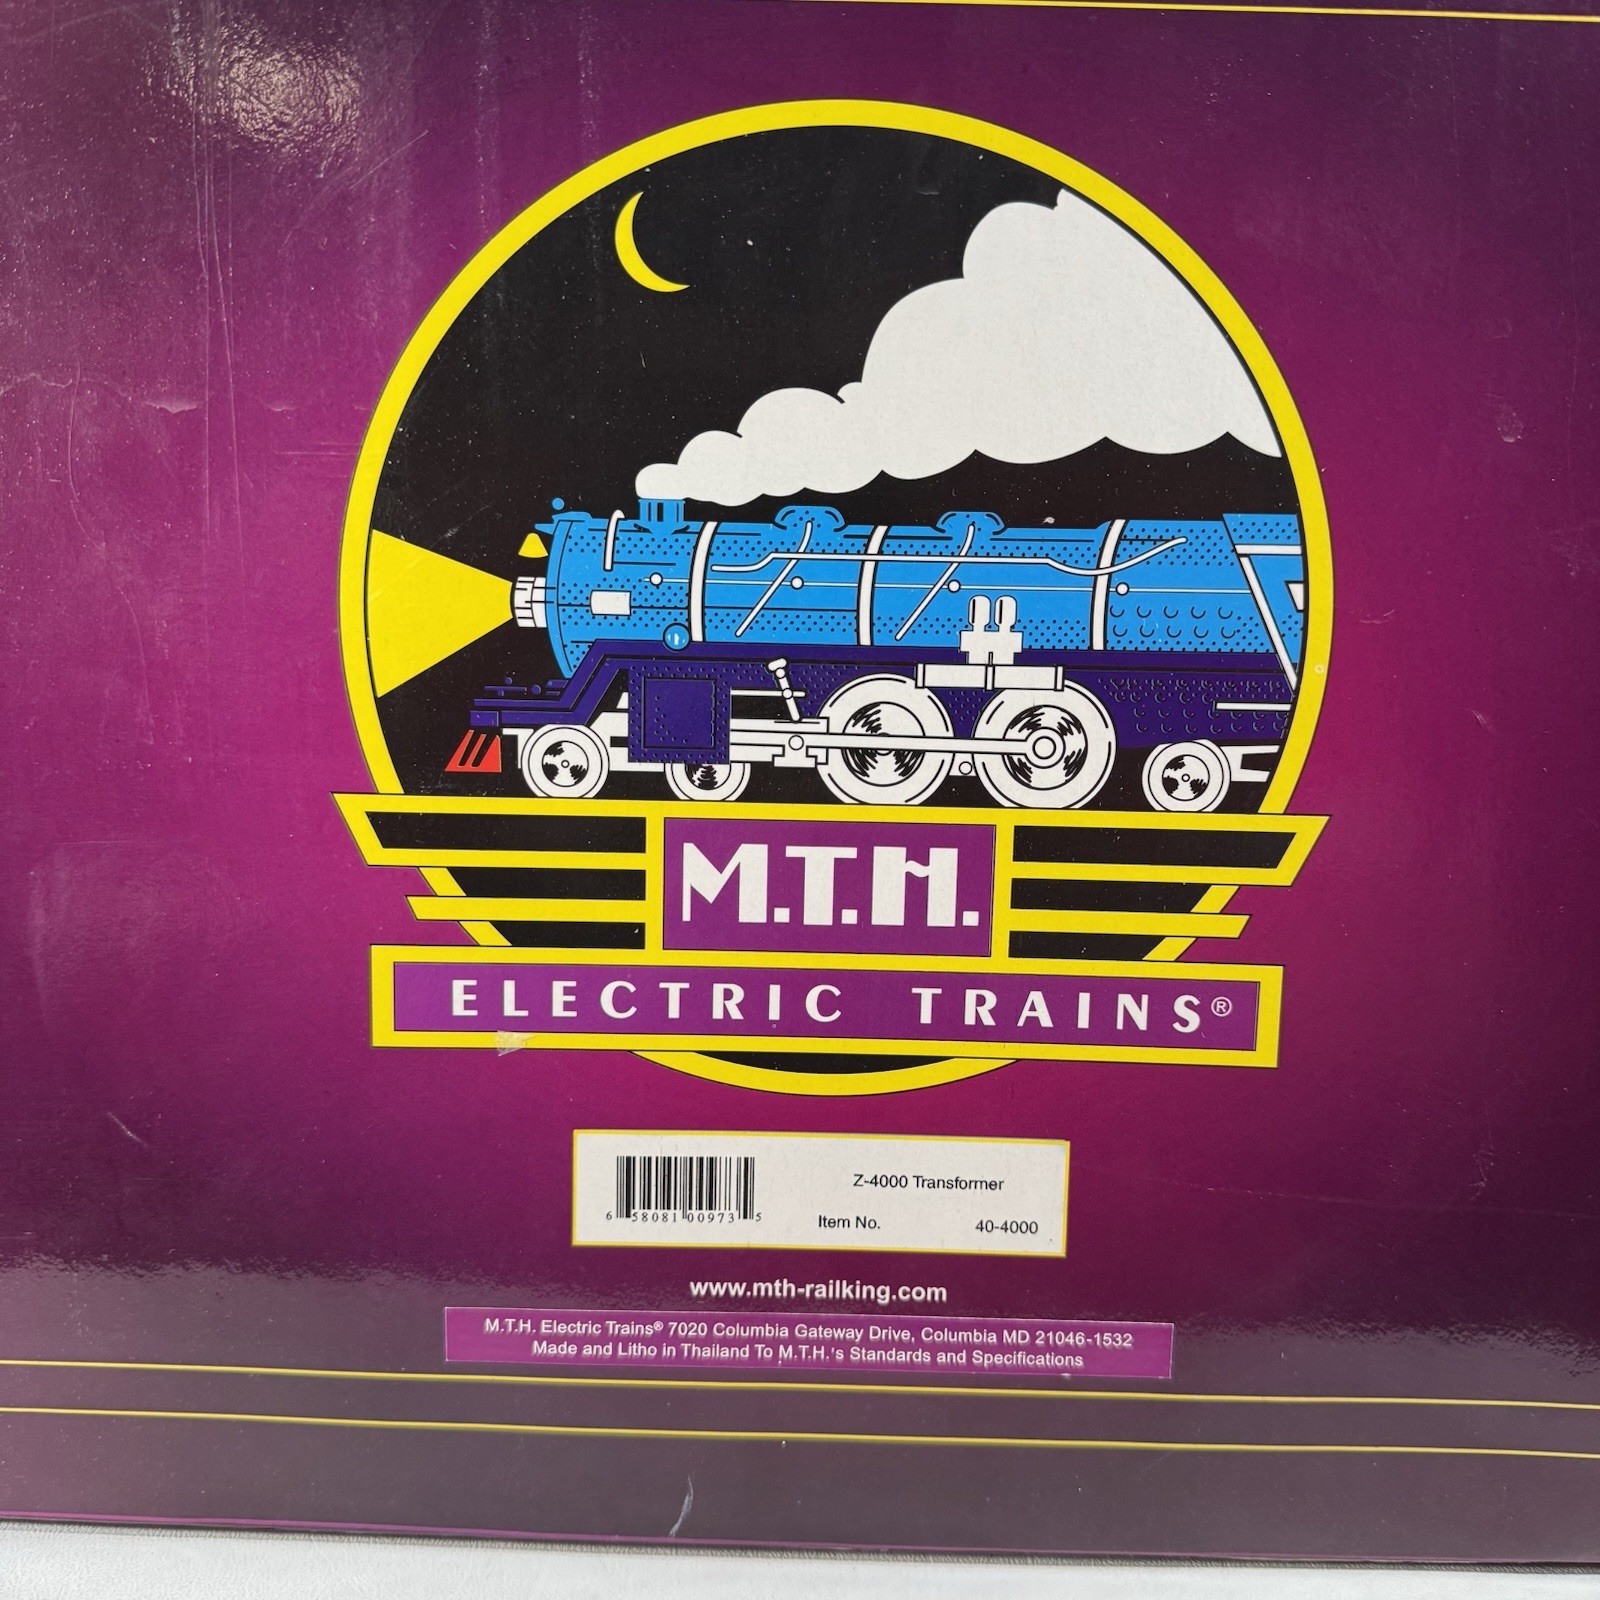 M.T.H.
ELECTRIC TRAINS®
Z-4000 Transformer
6 58081 00973 5
Item No. 40-4000
www.mth-railking.com
M.T.H. Electric Trains® 7020 Columbia Gateway Drive, Columbia MD 21046-1532
Made and Litho in Thailand To M.T.H.'s Standards and Specifications